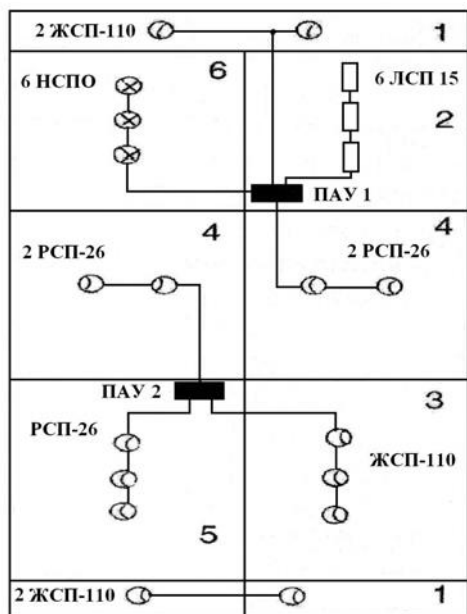 2 ЖСП-110
1
6 НСПО
6
6 ЛСП 15
2
ПАУ 1
4
4
2 РСП-26
2 РСП-26
ПАУ 2
3
РСП-26
ЖСП-110
5
2 ЖСП-110
1